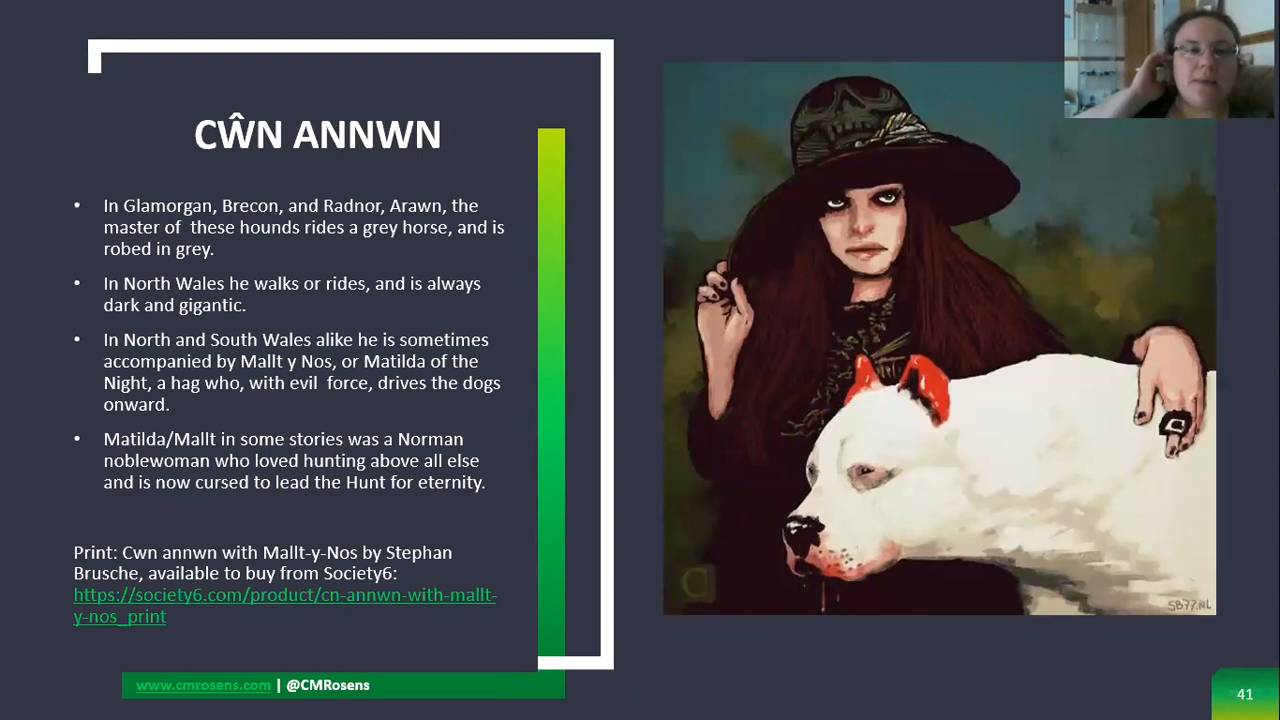 CŴN ANNWN
• In Glamorgan, Brecon, and Radnor, Arawn, the
master of these hounds rides a grey horse, and is
robed in grey.
• In North Wales he walks or rides, and is always
dark and gigantic.
• In North and South Wales alike he is sometimes
accompanied by Mallt y Nos, or Matilda of the
Night, a hag who, with evil force, drives the dogs
onward.
• Matilda/Mallt in some stories was a Norman
noblewoman who loved hunting above all else
and is now cursed to lead the Hunt for eternity.
Print: Cwn annwn with Mallt-y-Nos by Stephan
Brusche, available to buy from Society6:
https://society6.com/product/cn-annwn-with-mallt-
y-nos_print
www.cmrosens.com | @CMRosens
SB77.NL
41